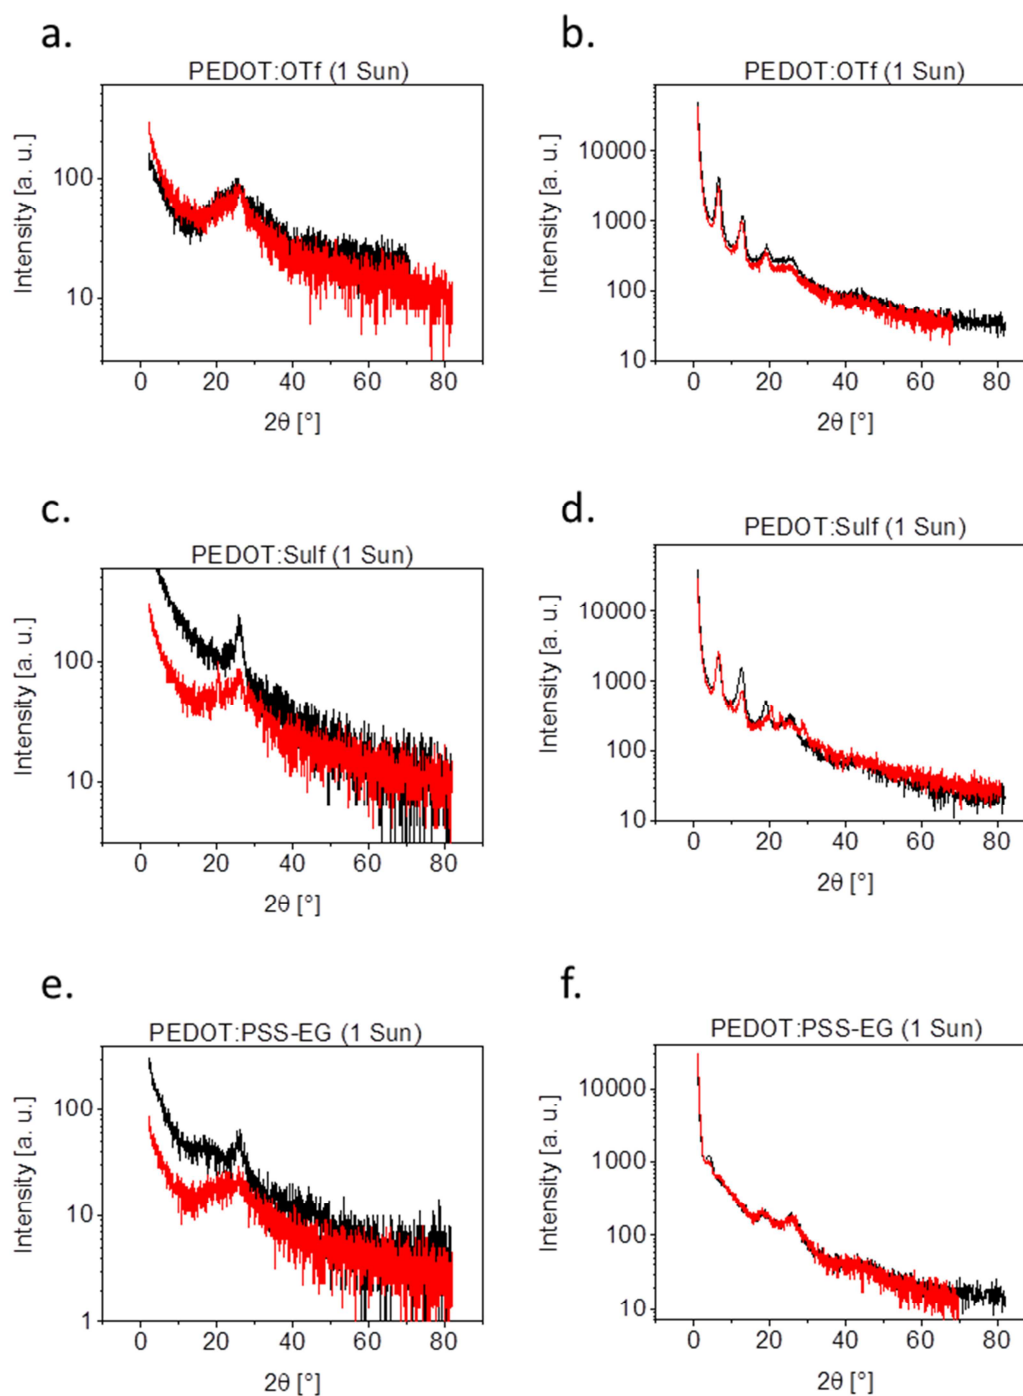 a.
PEDOT:OTf (1 Sun)
Intensity [a. u.]
100
10
0 20 40 60 80
2θ [°]
b.
PEDOT:OTf (1 Sun)
Intensity [a. u.]
10000
1000
100
10
0 20 40 60 80
2θ [°]
c.
PEDOT:Sulf (1 Sun)
Intensity [a. u.]
100
10
0 20 40 60 80
2θ [°]
d.
PEDOT:Sulf (1 Sun)
Intensity [a. u.]
10000
1000
100
10
0 20 40 60 80
2θ [°]
e.
PEDOT:PSS-EG (1 Sun)
Intensity [a. u.]
100
10
1
0 20 40 60 80
2θ [°]
f.
PEDOT:PSS-EG (1 Sun)
Intensity [a. u.]
10000
1000
100
10
0 20 40 60 80
2θ [°]